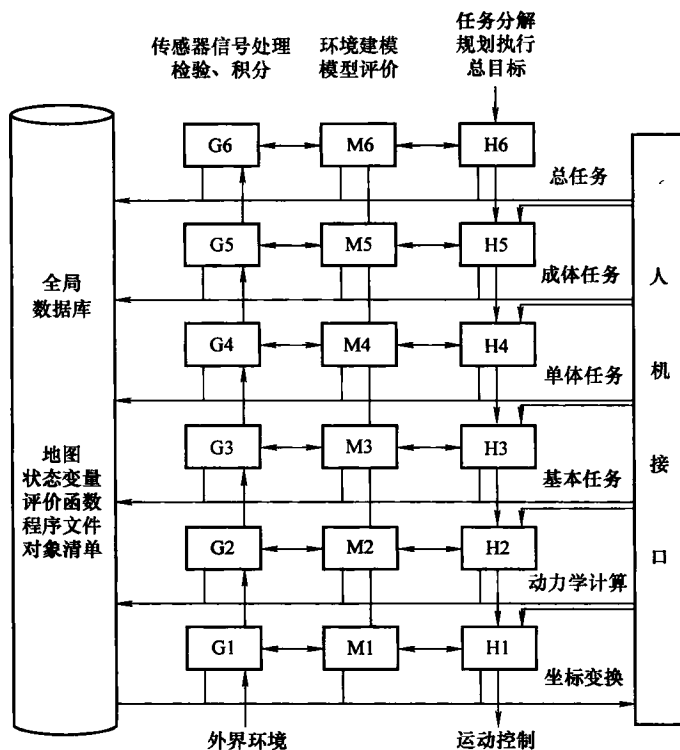 传感器信号处理
检验、积分
环境建模
模型评价
任务分解
规划执行
总目标
G6
M6
H6
总任务
G5
M5
H5
成体任务
G4
M4
H4
单体任务
G3
M3
H3
基本任务
G2
M2
H2
动力学计算
G1
M1
H1
坐标变换
外界环境
运动控制
全局
数据库
地图
状态变量
评价函数
程序文件
对象清单
人
机
接
口